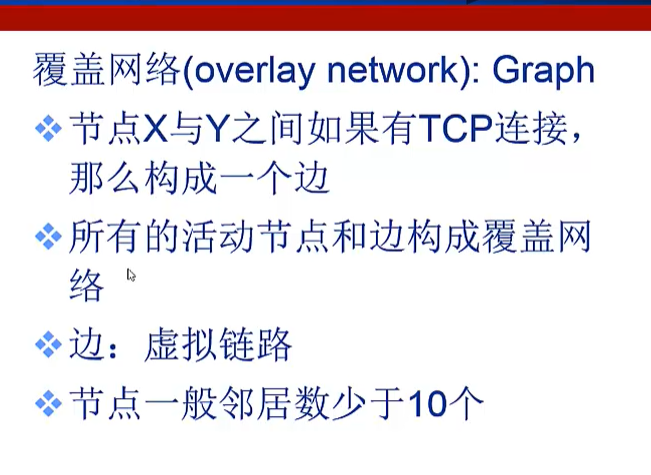 覆盖网络(overlay network): Graph
节点X与Y之间如果有TCP连接，
那么构成一个边
所有的活动节点和边构成覆盖网
络
边：虚拟链路
节点一般邻居数少于10个